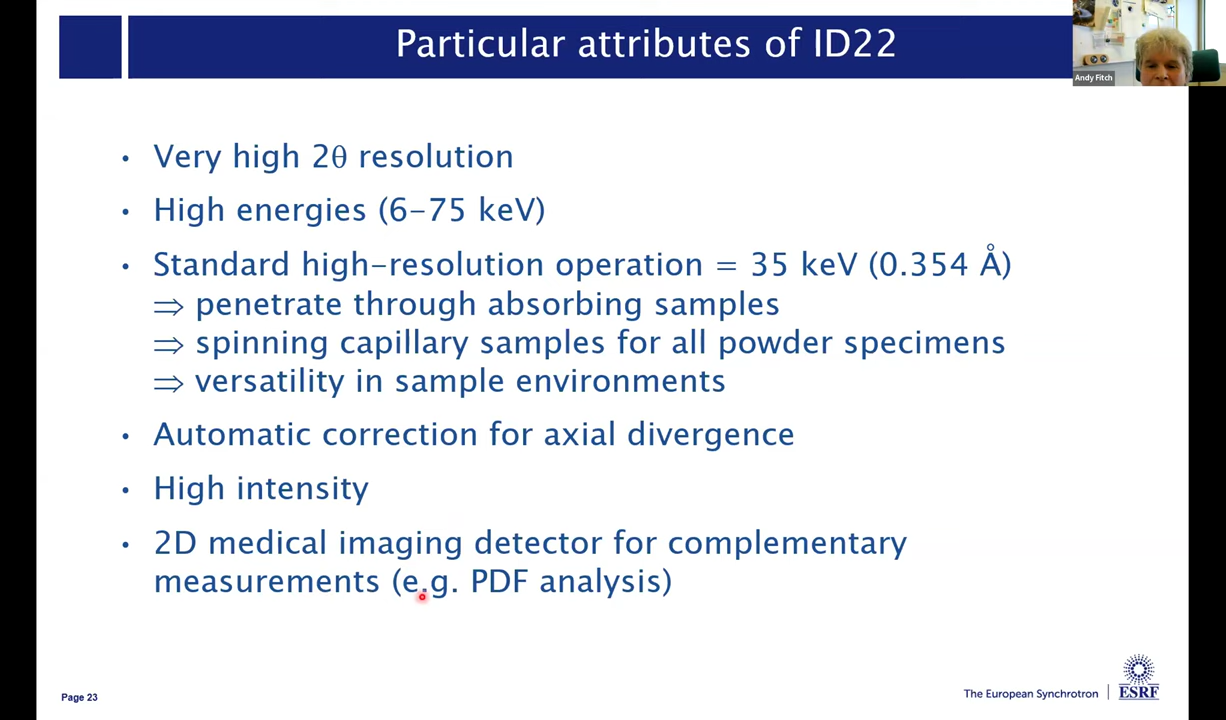 Particular attributes of ID22
Andy Fitch
• Very high 2θ resolution
• High energies (6–75 keV)
• Standard high-resolution operation = 35 keV (0.354 Å)
⇒ penetrate through absorbing samples
⇒ spinning capillary samples for all powder specimens
⇒ versatility in sample environments
• Automatic correction for axial divergence
• High intensity
• 2D medical imaging detector for complementary
measurements (e.g. PDF analysis)
Page 23
The European Synchrotron | ESRF